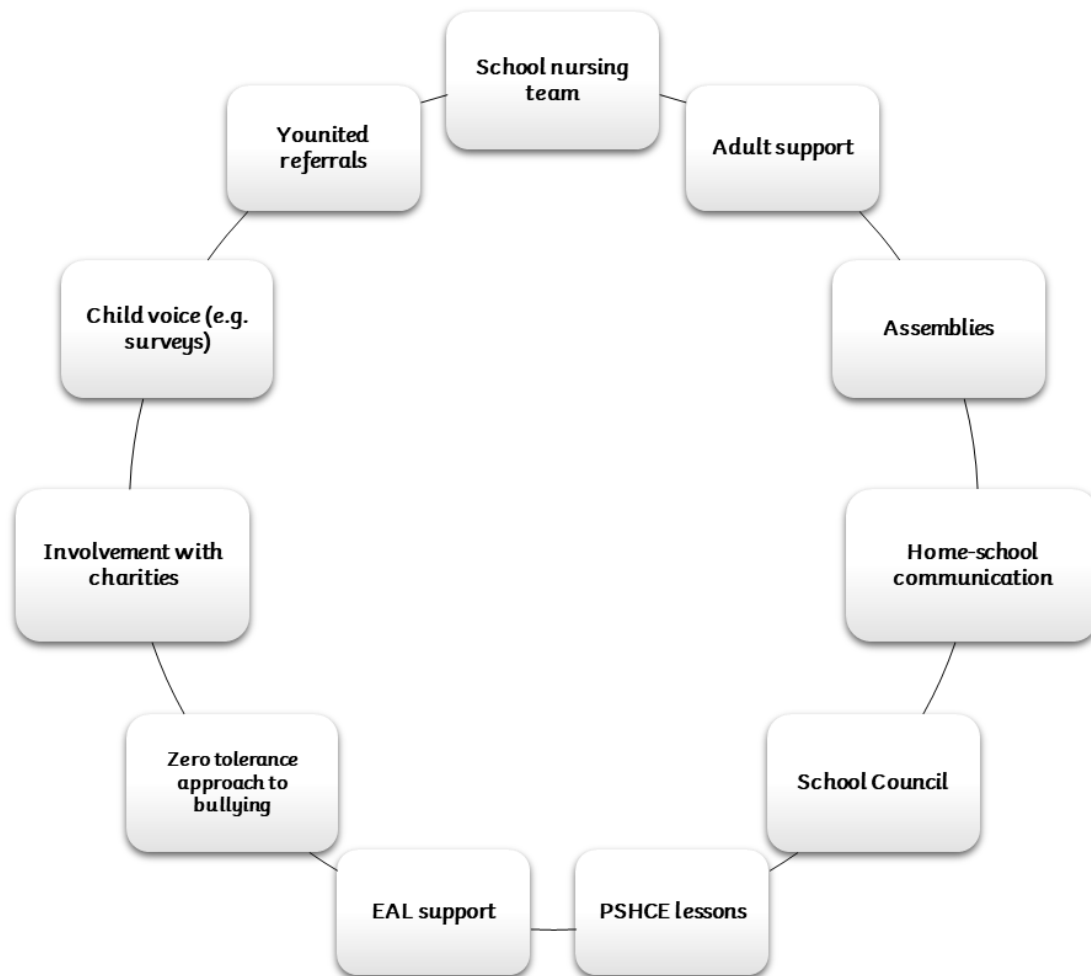 School nursing
team
Adult support
Assemblies
Home-school
communication
School Council
PSHCE lessons
EAL support
Zero tolerance
approach to
bullying
Involvement with
charities
Child voice (e.g.
surveys)
Younited
referrals